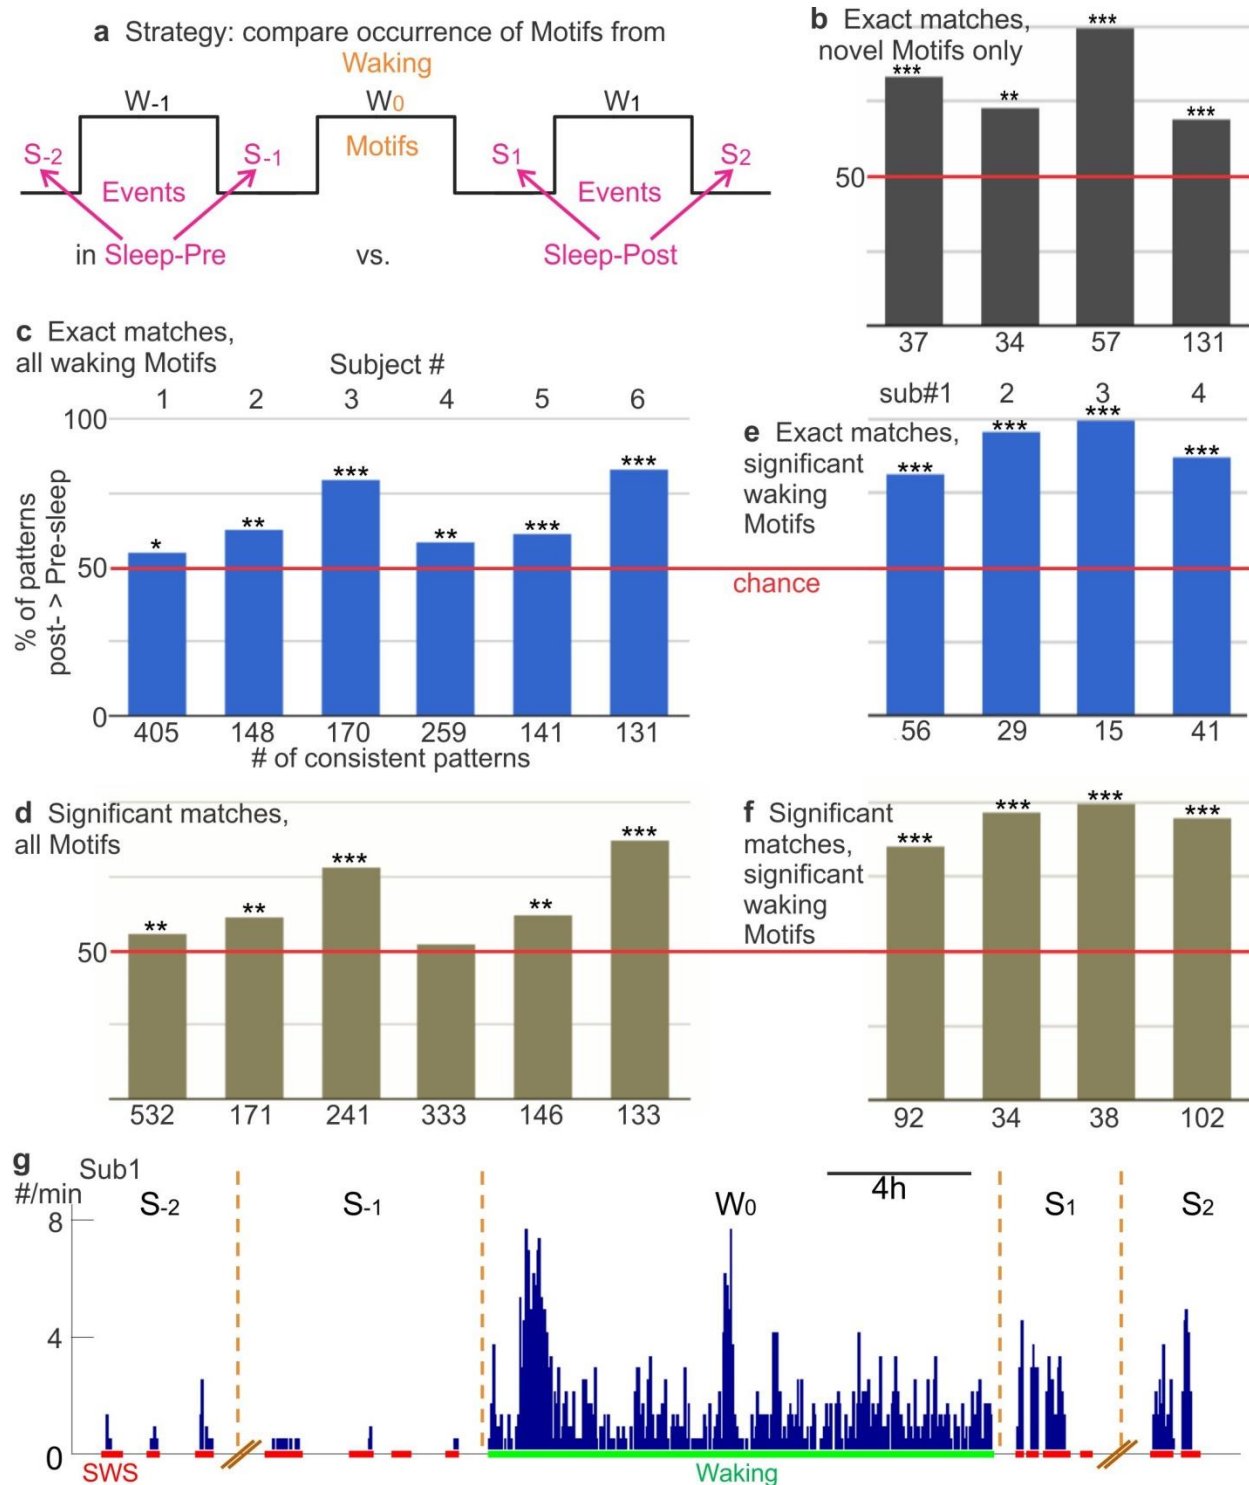 a Strategy: compare occurrence of Motifs from
Waking
W-1 W0 W1
Motifs
S-2 S-1 S1 S2
Events Events
in Sleep-Pre vs. Sleep-Post
b Exact matches,
novel Motifs only
*** ** *** ***
50
37 34 57 131
c Exact matches,
all waking Motifs
Subject #
1 2 3 4 5 6
100
* ** *** ** *** ***
% of patterns
post- > Pre-sleep
50
0
405 148 170 259 141 131
# of consistent patterns
sub#1 2 3 4
e Exact matches,
significant
waking
Motifs
*** *** *** ***
chance
56 29 15 41
d Significant matches,
all Motifs
** ** *** ** ***
50
532 171 241 333 146 133
f Significant
matches,
significant
waking
Motifs
*** *** *** ***
92 34 38 102
g Sub1
#/min
S-2 S-1 W0 4h S1 S2
8
4
0
SWS Waking